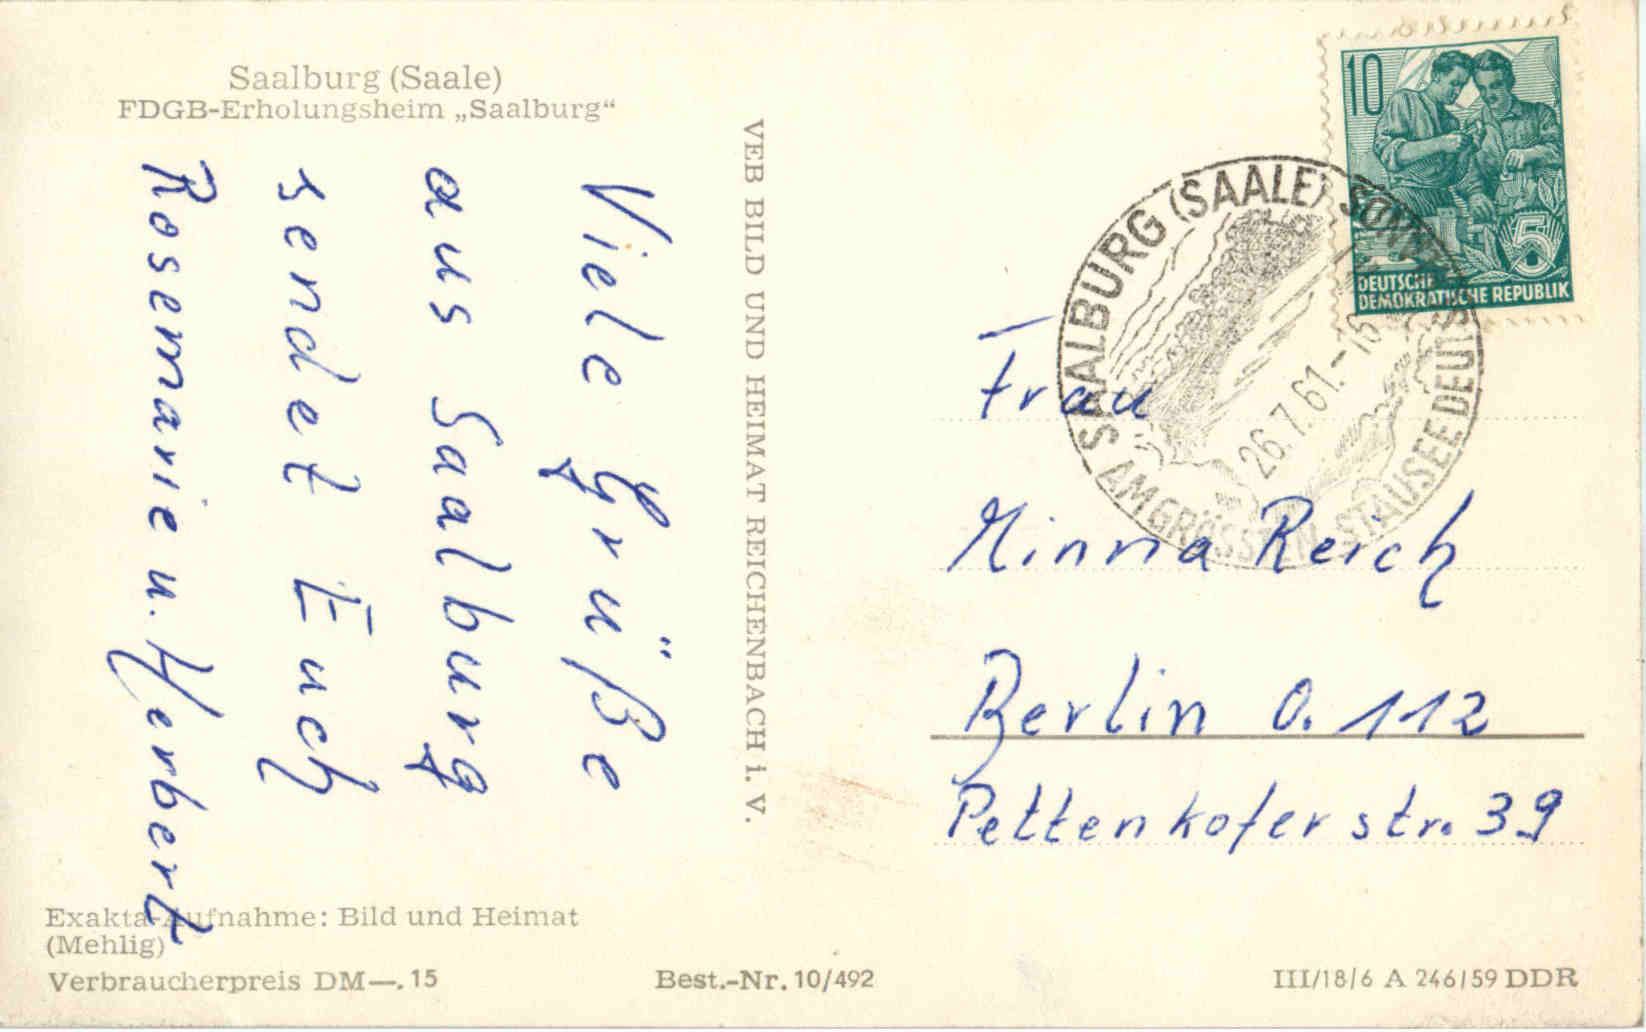 Saalburg (Saale)
FDGB-Erholungsheim „Saalburg“
Viele Grüße
aus Saalburg
sendet Euch
Rosemarie u. Herbert
Exakta-Aufnahme: Bild und Heimat
(Mehlig)
Verbraucherpreis DM—.15
Best.-Nr. 10/492
VEB BILD UND HEIMAT REICHENBACH i. V.
10
5
DEUTSCHE
DEMOKRATISCHE REPUBLIK
SAALBURG (SAALE)
AM GRÖSSTEN STAUSEE
26.7.61.-18
Frau
Minna Reich
Berlin O. 112
Pettenkoferstr. 39
III/18/6 A 246/59 DDR